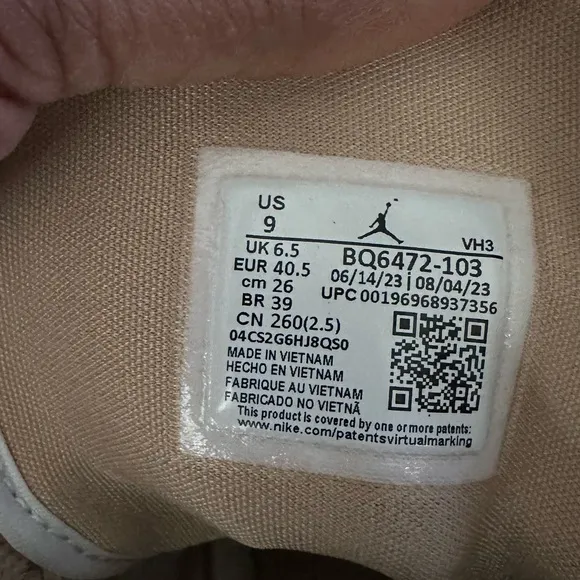 US
9
VH3
UK 6.5
BQ6472-103
EUR 40.5
06/14/23 | 08/04/23
cm 26
UPC 00196968937356
BR 39
CN 260(2.5)
04CS2G6HJ8QS0
MADE IN VIETNAM
HECHO EN VIETNAM
FABRIQUE AU VIETNAM
FABRICADO NO VIETNÃ
This product is covered by one or more patents:
www.nike.com/patentsvirtualmarking